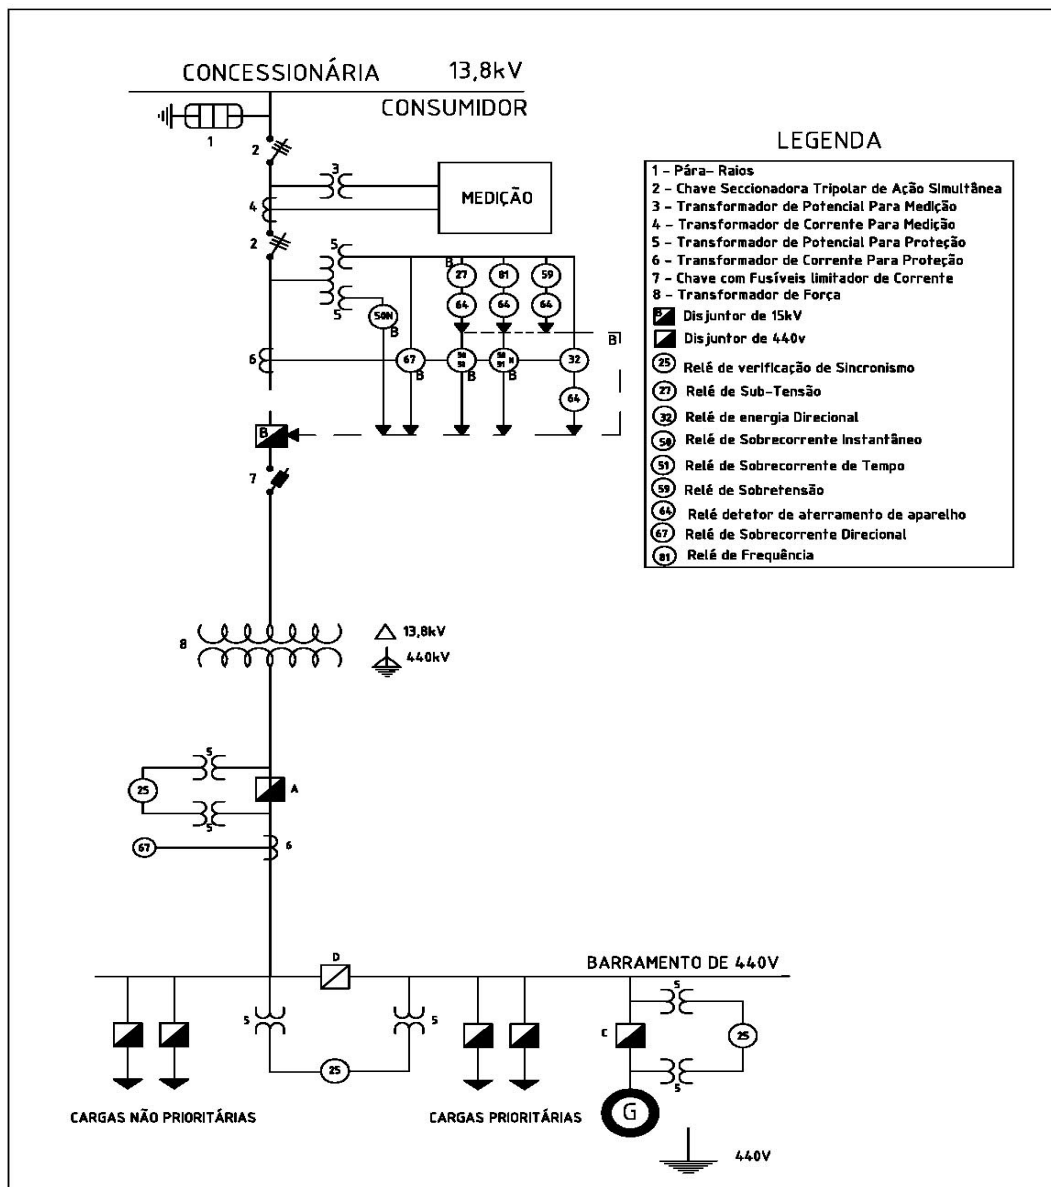 CONCESSIONÁRIA 13,8kV
CONSUMIDOR
1
2
3
MEDIÇÃO
4
2
5
B
27
81
59
64
64
64
5
50N
B
B
6
67
B
50
51
B
50
51
N
B
32
64
B
7
8
13,8kV
440kV
5
25
A
5
67
6
D
BARRAMENTO DE 440V
5
5
5
C
25
25
5
G
CARGAS NÃO PRIORITÁRIAS
CARGAS PRIORITÁRIAS
440V
LEGENDA
1 - Pára- Raios
2 - Chave Seccionadora Tripolar de Ação Simultânea
3 - Transformador de Potencial Para Medição
4 - Transformador de Corrente Para Medição
5 - Transformador de Potencial Para Proteção
6 - Transformador de Corrente Para Proteção
7 - Chave com Fusíveis limitador de Corrente
8 - Transformador de Força
B Disjuntor de 15kV
Disjuntor de 440v
25 Relé de verificação de Sincronismo
27 Relé de Sub-Tensão
32 Relé de energia Direcional
50 Relé de Sobrecorrente Instantâneo
51 Relé de Sobrecorrente de Tempo
59 Relé de Sobretensão
64 Relé detetor de aterramento de aparelho
67 Relé de Sobrecorrente Direcional
81 Relé de Frequência